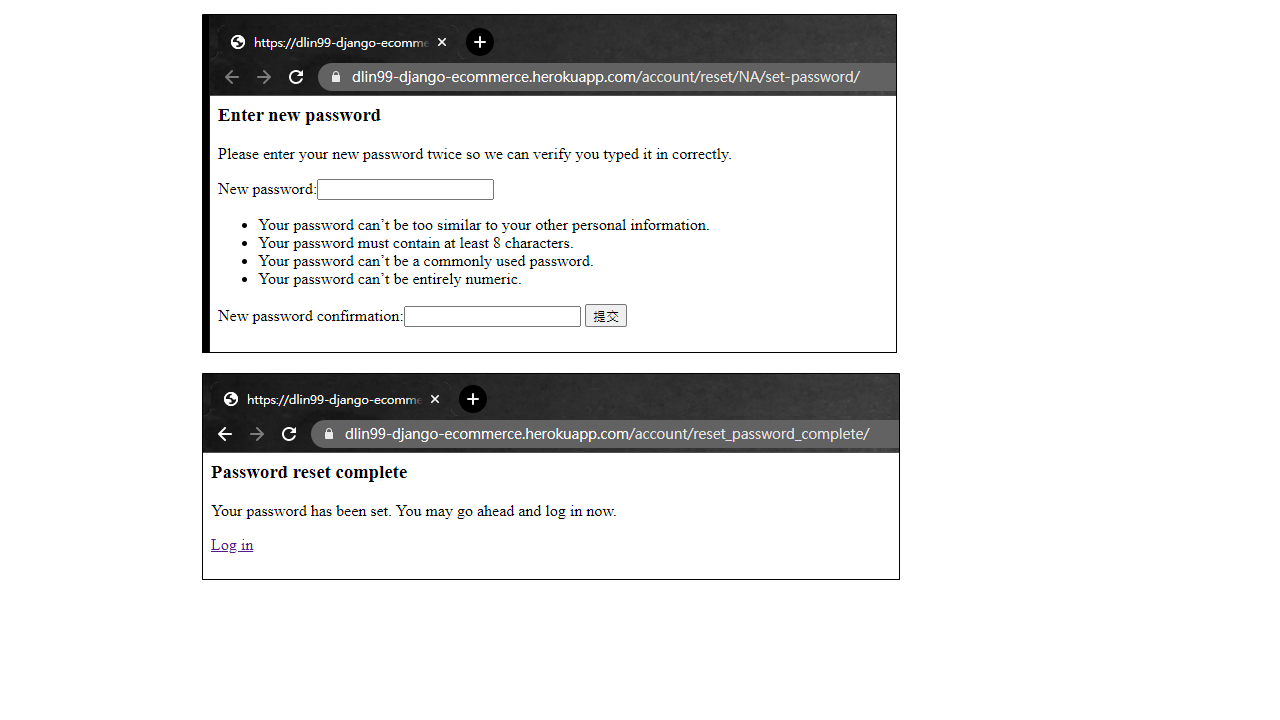 https://dlin99-django-ecomme
dlin99-django-ecommerce.herokuapp.com/account/reset/NA/set-password/
Enter new password
Please enter your new password twice so we can verify you typed it in correctly.
New password:
• Your password can’t be too similar to your other personal information.
• Your password must contain at least 8 characters.
• Your password can’t be a commonly used password.
• Your password can’t be entirely numeric.
New password confirmation: 提交
https://dlin99-django-ecomme
dlin99-django-ecommerce.herokuapp.com/account/reset_password_complete/
Password reset complete
Your password has been set. You may go ahead and log in now.
Log in